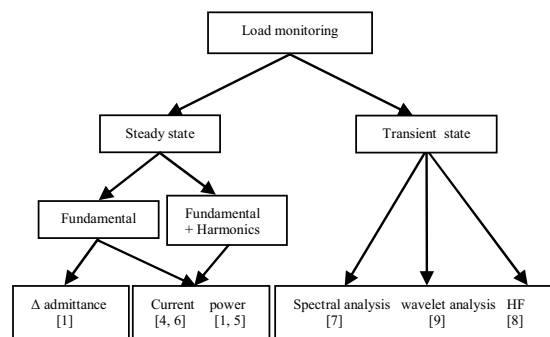 Load monitoring
Steady state
Transient state
Fundamental
Fundamental
+ Harmonics
Δ admittance
[1]
Current power
[4, 6] [1, 5]
Spectral analysis wavelet analysis HF
[7] [9] [8]